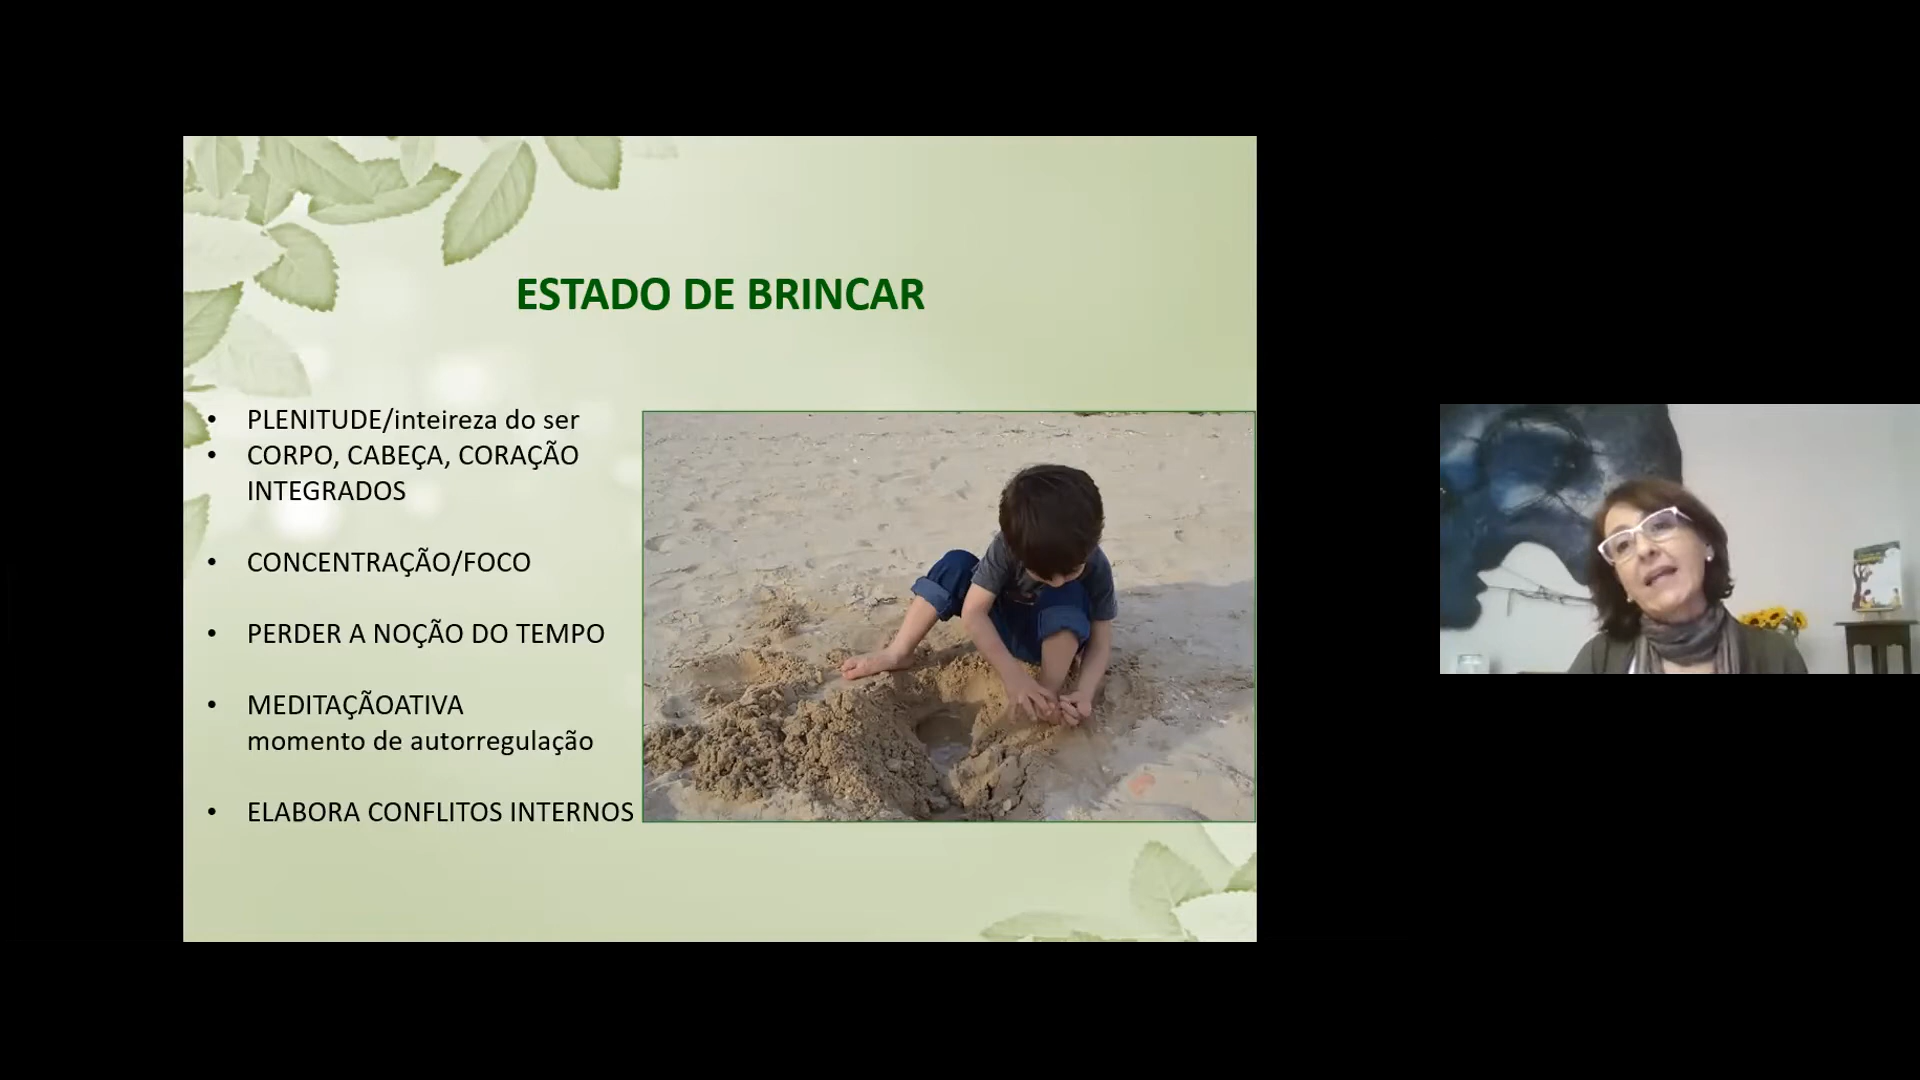 ESTADO DE BRINCAR
• PLENITUDE/inteireza do ser
• CORPO, CABEÇA, CORAÇÃO
INTEGRADOS
• CONCENTRAÇÃO/FOCO
• PERDER A NOÇÃO DO TEMPO
• MEDITAÇÃOATIVA
momento de autorregulação
• ELABORA CONFLITOS INTERNOS